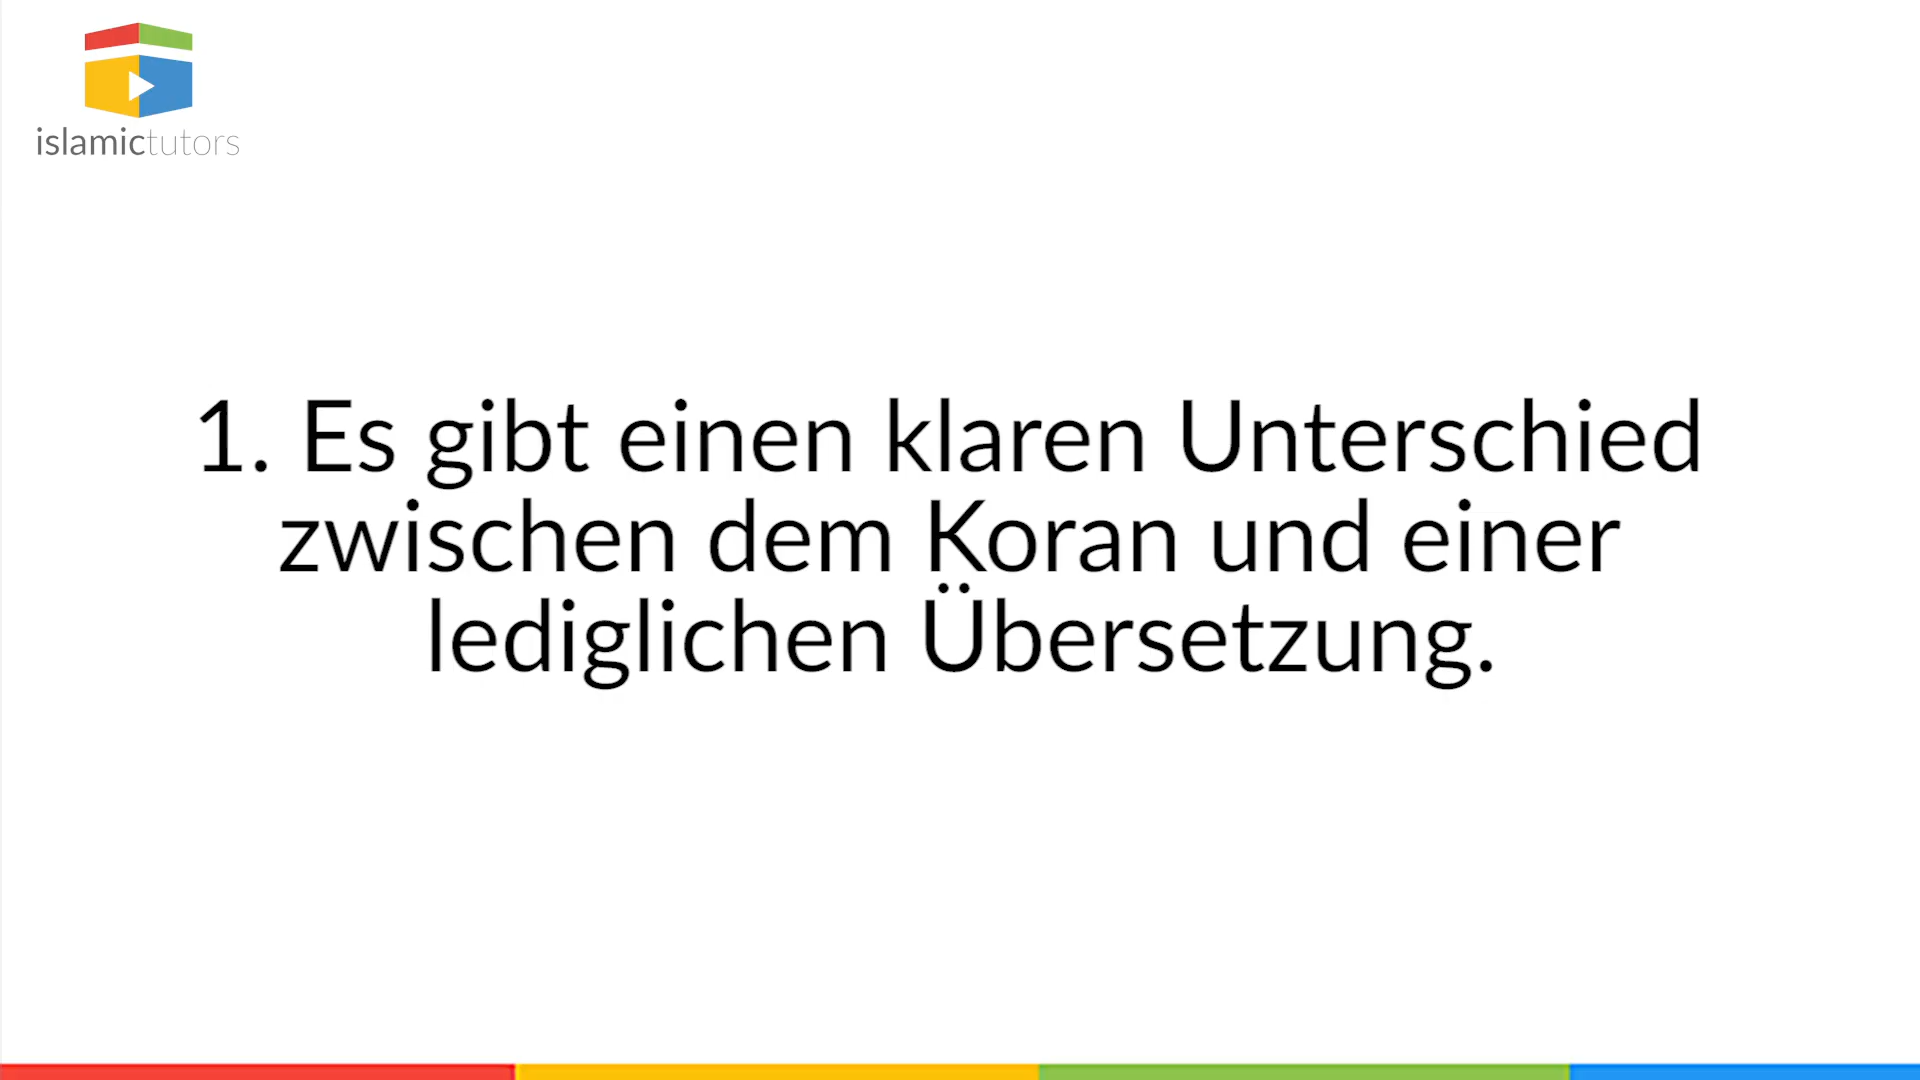 islamictutors
1. Es gibt einen klaren Unterschied
zwischen dem Koran und einer
lediglichen Übersetzung.